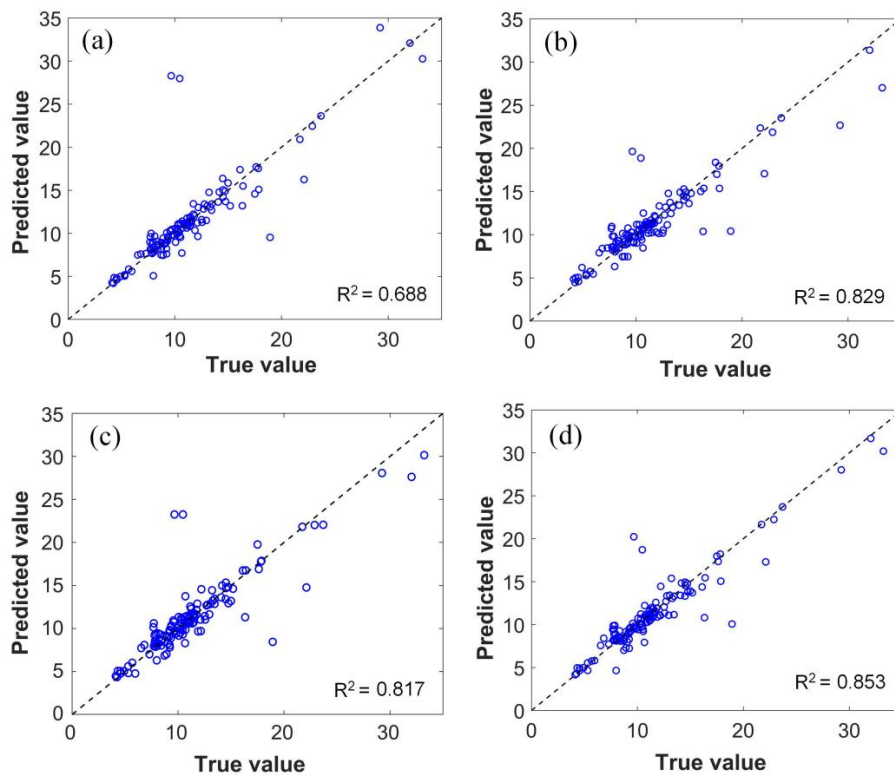 (a)
35
30
25
20
15
10
5
0
Predicted value
R² = 0.688
0 10 20 30
True value
(b)
35
30
25
20
15
10
5
0
Predicted value
R² = 0.829
0 10 20 30
True value
(c)
35
30
25
20
15
10
5
0
Predicted value
R² = 0.817
0 10 20 30
True value
(d)
35
30
25
20
15
10
5
0
Predicted value
R² = 0.853
0 10 20 30
True value